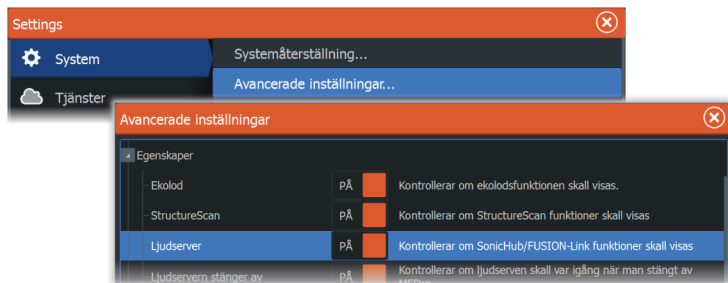 Settings
System
Systemåterställning...
Avancerade inställningar...
Tjänster
Avancerade inställningar
Egenskaper
Ekolod PÅ Kontrollerar om ekolodsfunktionen skall visas.
StructureScan PÅ Kontrollerar om StructureScan funktioner skall visas
Ljudserver PÅ Kontrollerar om SonicHub/FUSION-Link funktioner skall visas
Ljudservern stänger av PÅ Kontrollerar om ljudserven skall var igång när man stängt av